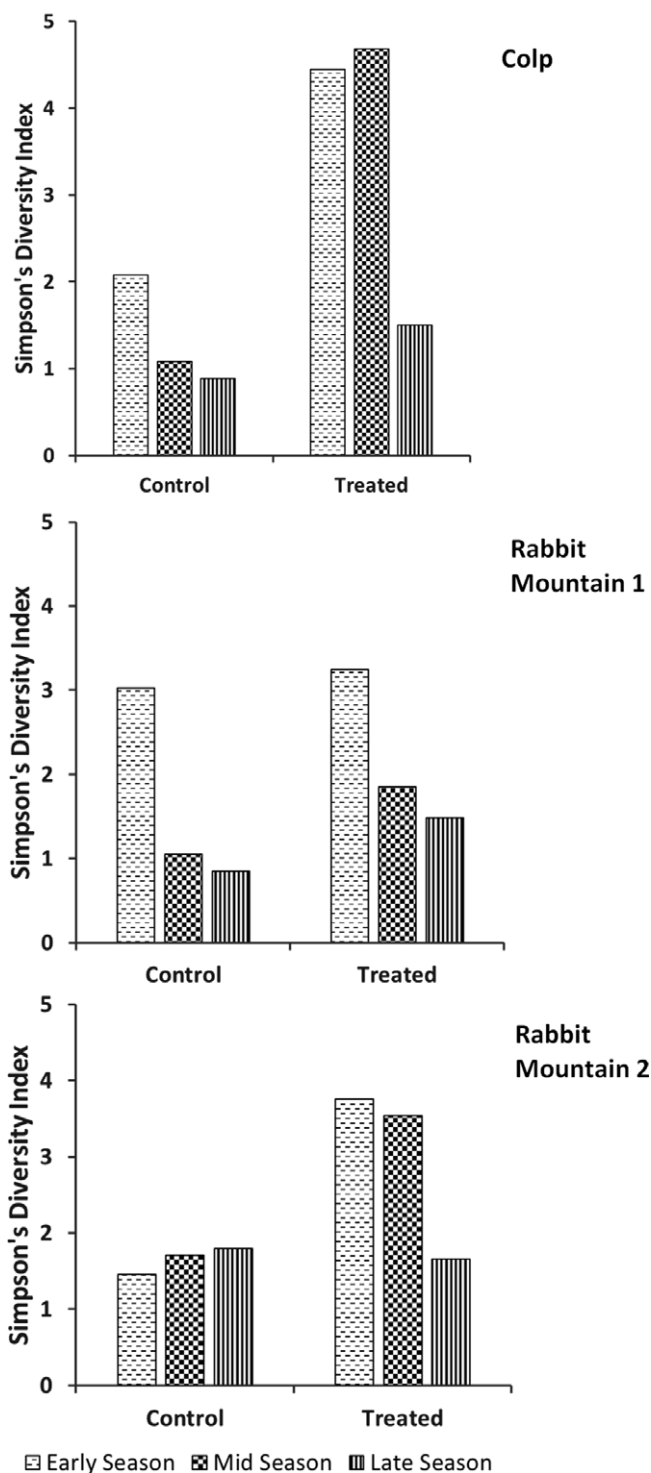 Colp
Simpson's Diversity Index
5
4
3
2
1
0
Control Treated
Rabbit
Mountain 1
Simpson's Diversity Index
5
4
3
2
1
0
Control Treated
Rabbit
Mountain 2
Simpson's Diversity Index
5
4
3
2
1
0
Control Treated
Early Season Mid Season Late Season